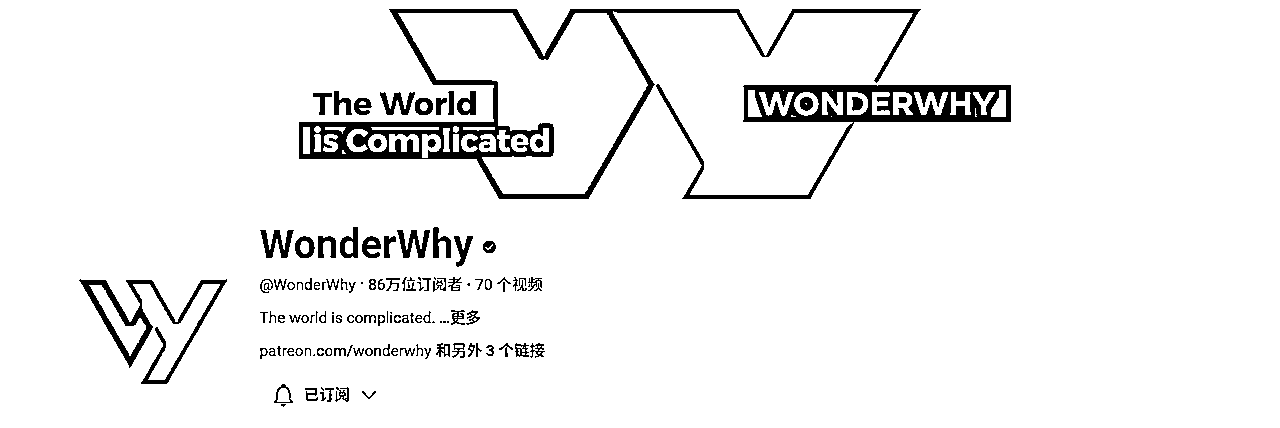 The World
is Complicated
WONDERWHY
WonderWhy
@WonderWhy · 86万位订阅者 · 70 个视频
The world is complicated. ...更多
patreon.com/wonderwhy 和另外 3 个链接
已订阅